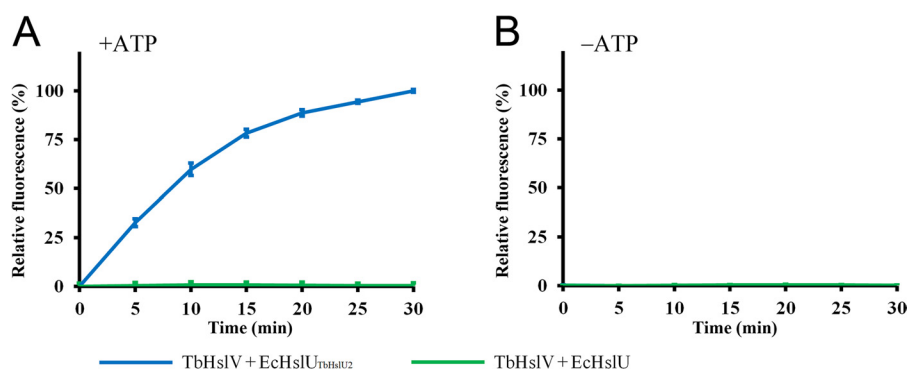 A
+ATP
Relative fluorescence (%)
100
75
50
25
0
0 5 10 15 20 25 30
Time (min)
B
–ATP
Relative fluorescence (%)
100
75
50
25
0
0 5 10 15 20 25 30
Time (min)
TbHslV + EcHslUTbHslU2
TbHslV + EcHslU